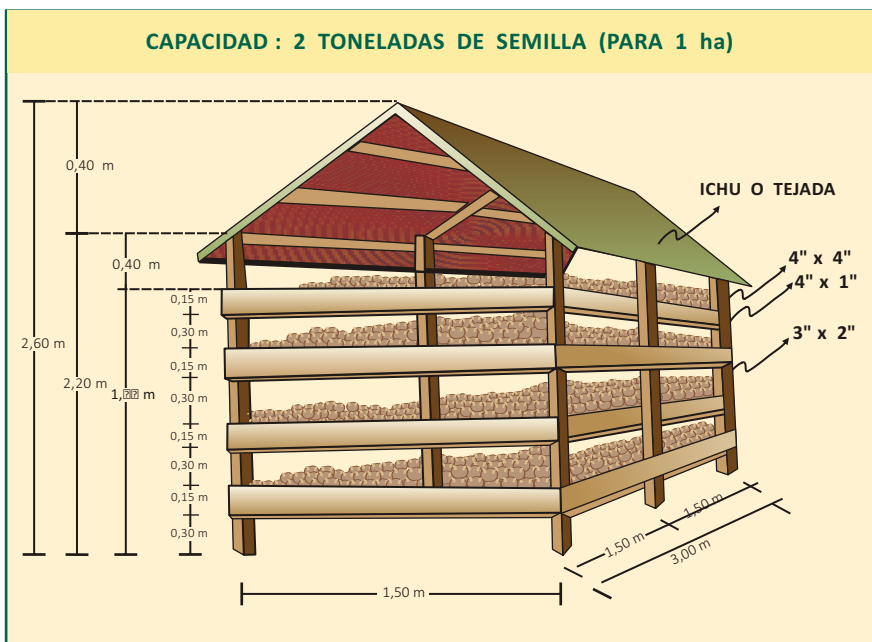 CAPACIDAD : 2 TONELADAS DE SEMILLA (PARA 1 ha)
0,40 m
ICHU O TEJADA
0,40 m
4" x 4"
4" x 1"
0,15 m
0,30 m
3" x 2"
2,60 m
0,15 m
2,20 m
0,30 m
0,15 m
0,30 m
0,15 m
0,30 m
1,50 m
1,50 m
3,00 m
1,50 m